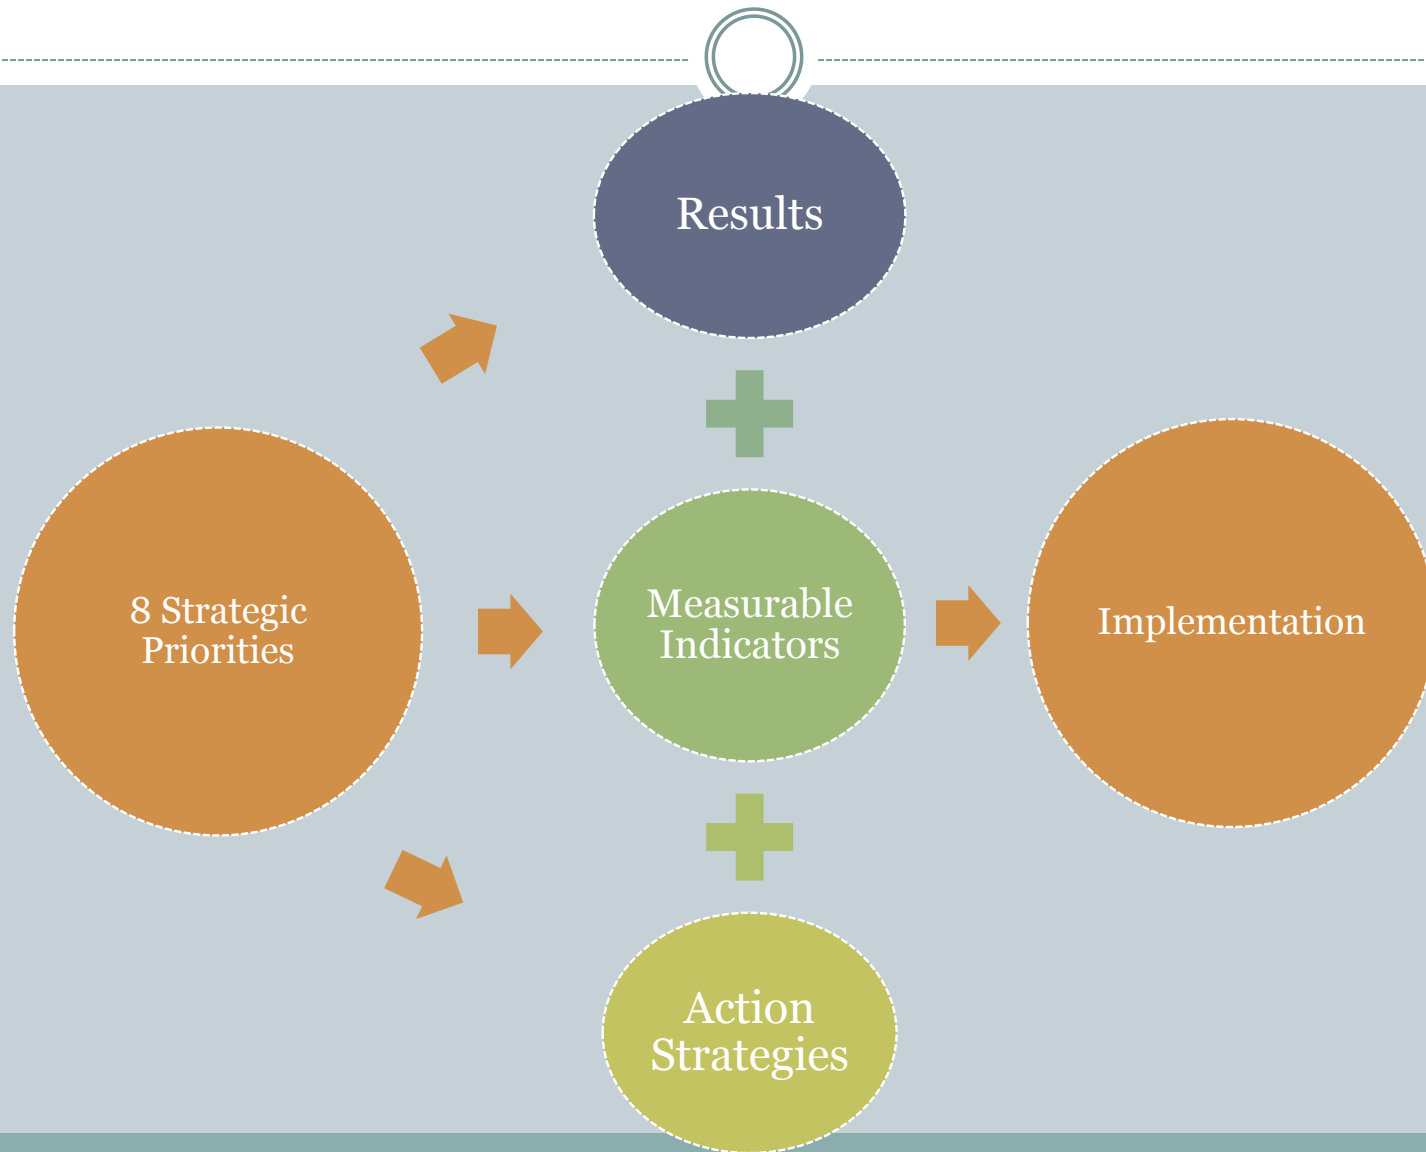 Results
8 Strategic
Priorities
Measurable
Indicators
Implementation
Action
Strategies